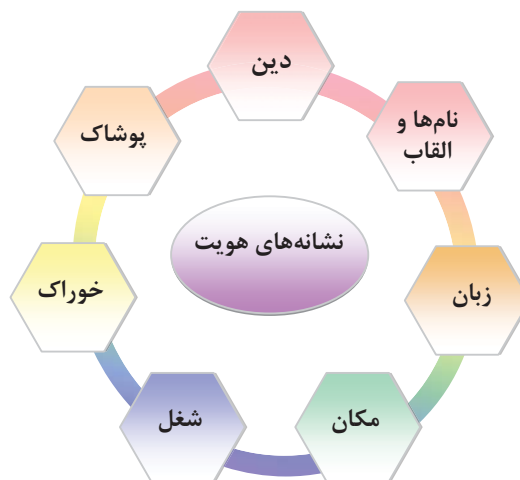 دین
نام‌ها و
القاب
پوشاک
نشانه‌های هویت
زبان
خوراک
مکان
شغل